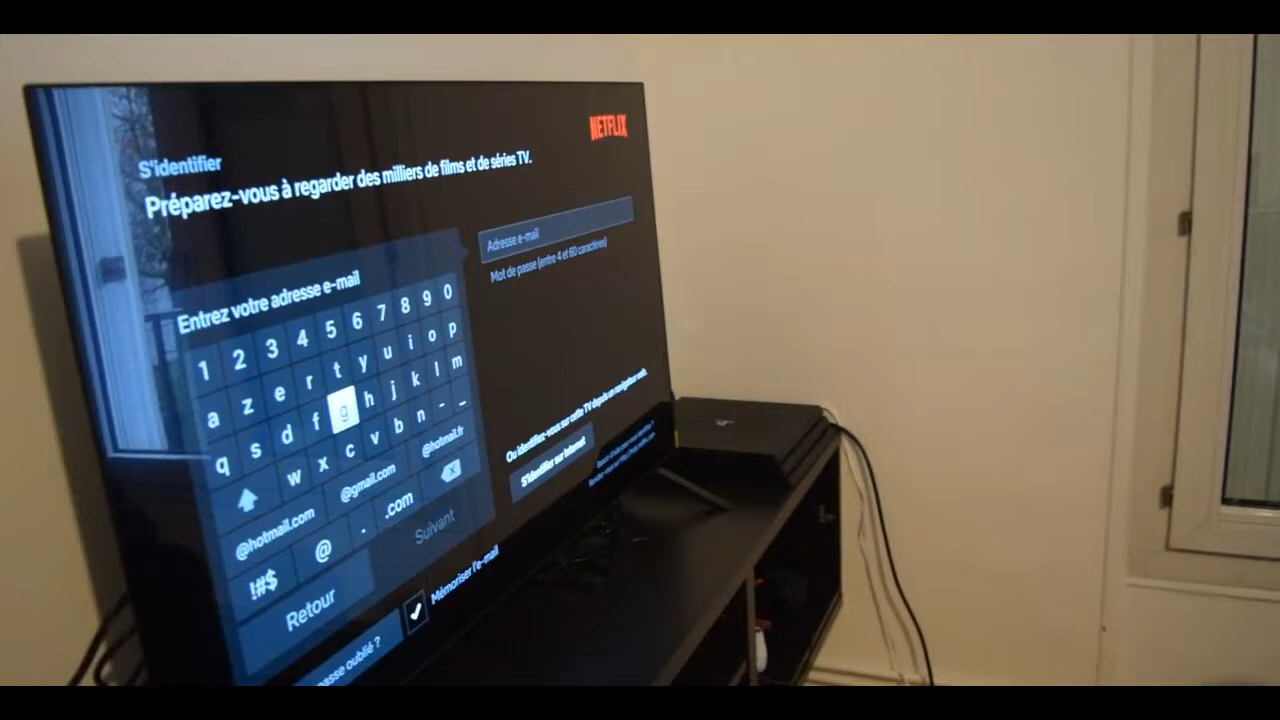 NETFLIX
S'identifier
Préparez-vous à regarder des milliers de films et de séries TV.
Adresse e-mail
Mot de passe (entre 4 et 60 caractères)
Entrez votre adresse e-mail
1 2 3 4 5 6 7 8 9 0
a z e r t y u i o p
q s d f g h j k l m
w x c v b n - _
@hotmail.com @gmail.com @hotmail.fr
!#$ @ . .com
Retour Suivant
Mémoriser l'e-mail
passe oublié ?
Ou identifiez-vous sur cette TV depuis un navigateur web.
S'identifier sur Internet